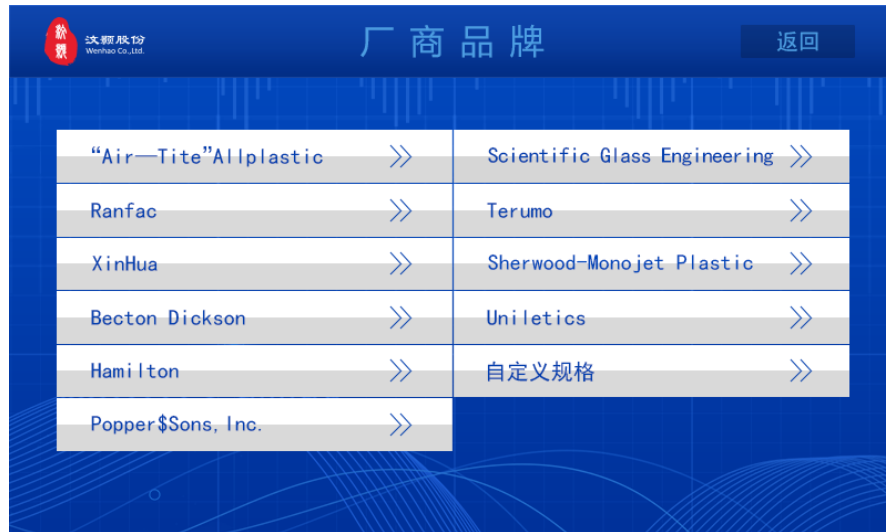 汶颢股份
Wenhao Co.,Ltd.
厂商品牌
返回
“Air—Tite”Allplastic
Scientific Glass Engineering
Ranfac
Terumo
XinHua
Sherwood-Monojet Plastic
Becton Dickson
Uniletics
Hamilton
自定义规格
Popper$Sons, Inc.